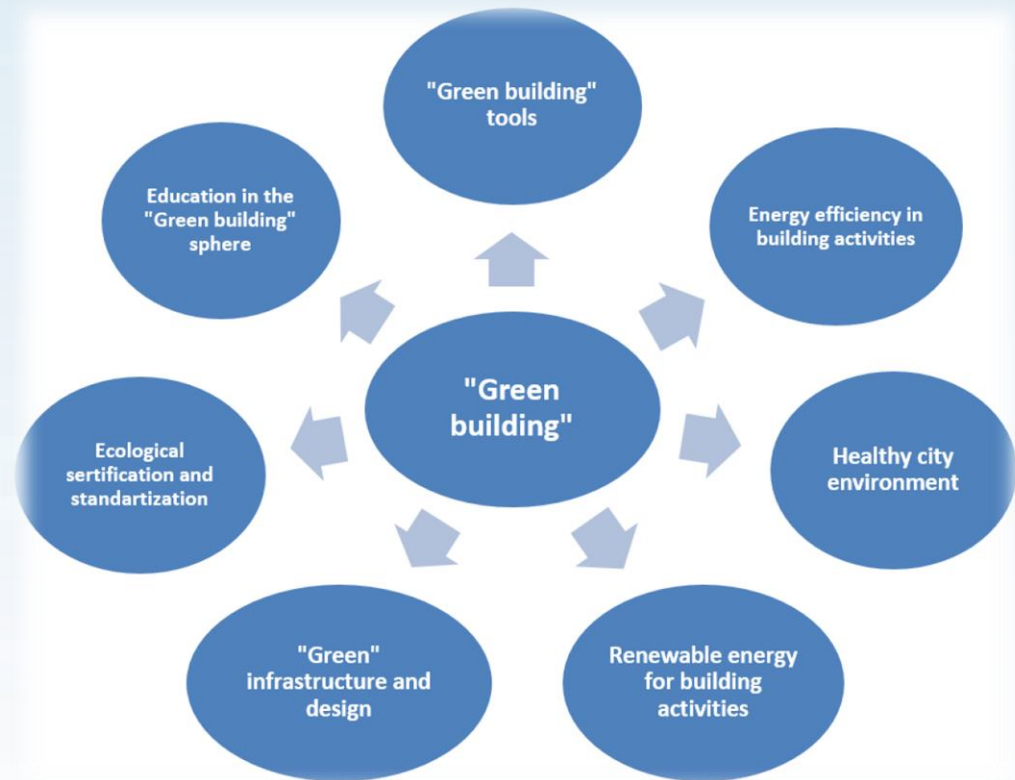 "Green building"
tools
Education in the
"Green building"
sphere
Energy efficiency in
building activities
"Green
building"
Ecological
sertification and
standartization
Healthy city
environment
"Green"
infrastructure and
design
Renewable energy
for building
activities